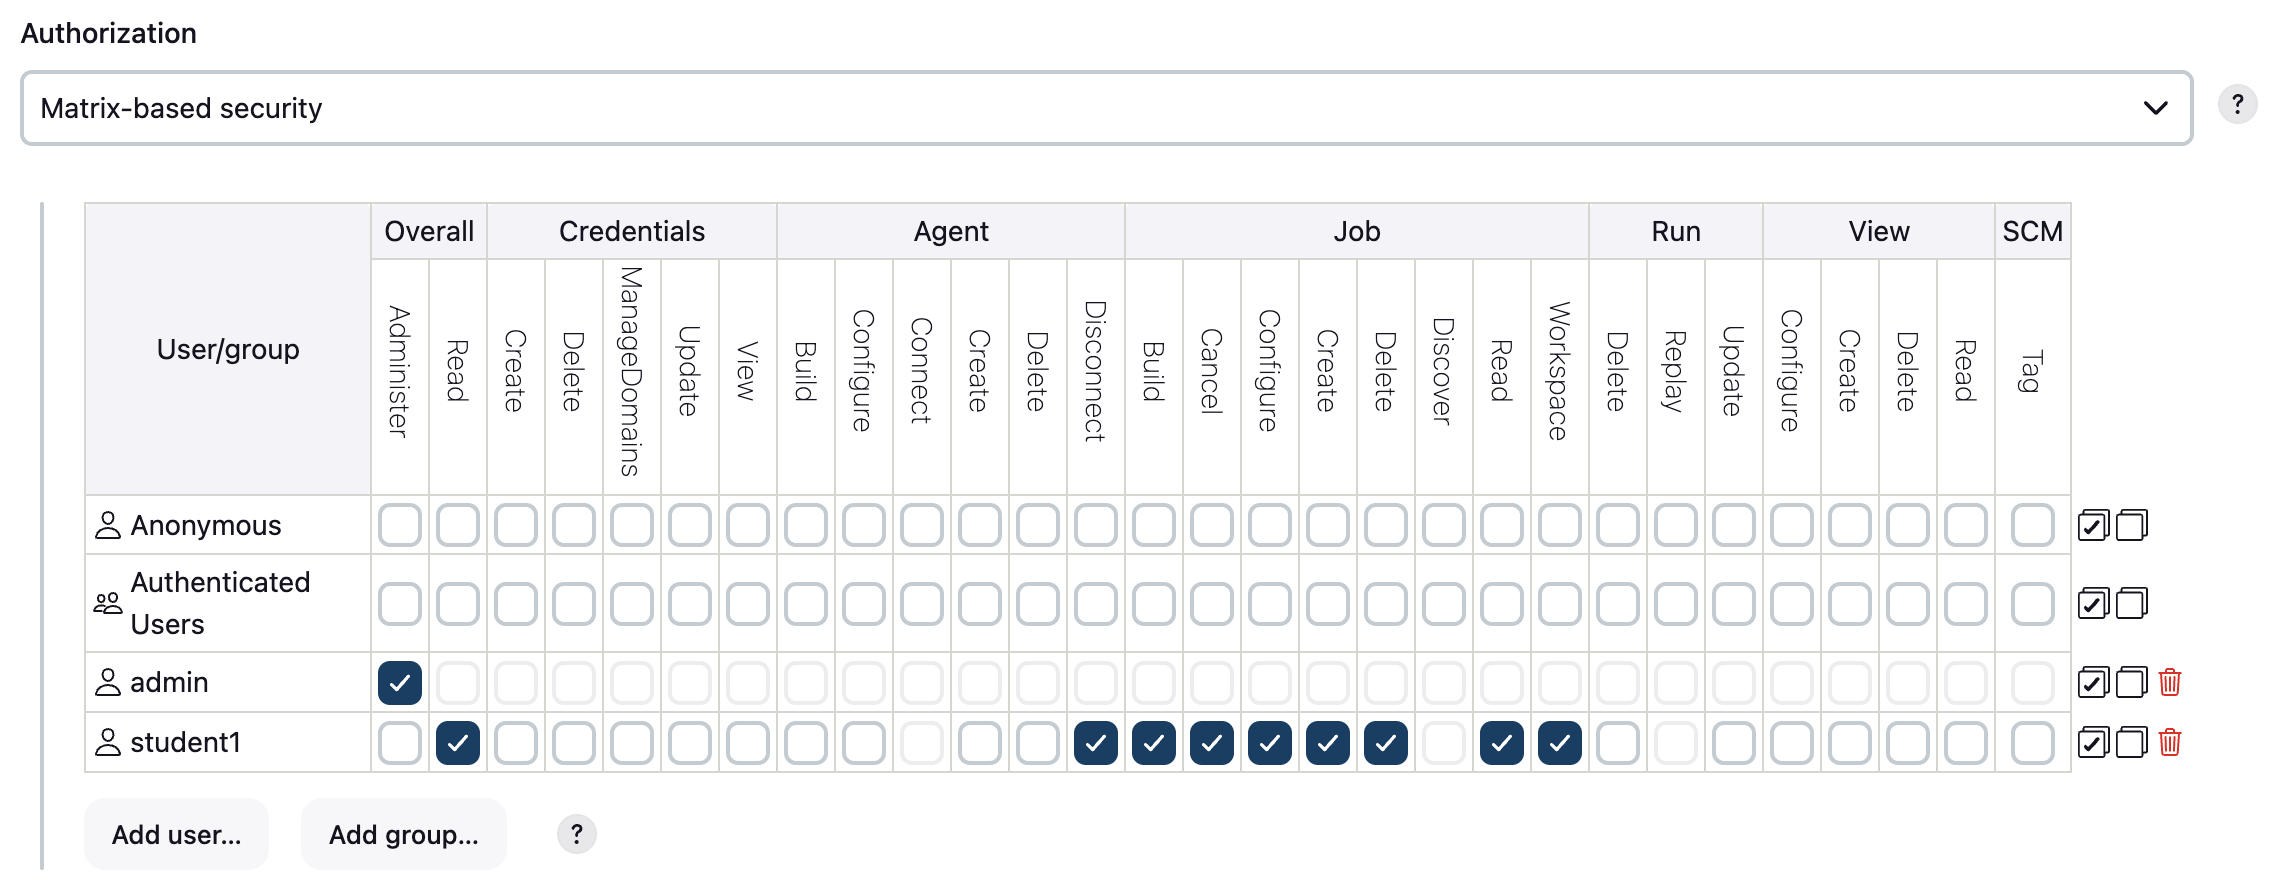 Authorization
Matrix-based security
?
User/group
Overall Credentials Agent Job Run View SCM
Administer Read Create Delete ManageDomains Update View Build Configure Connect Create Delete Disconnect Build Cancel Configure Create Delete Discover Read Workspace Delete Replay Update Configure Create Delete Read Tag
Anonymous
Authenticated
Users
admin
student1
Add user... Add group... ?